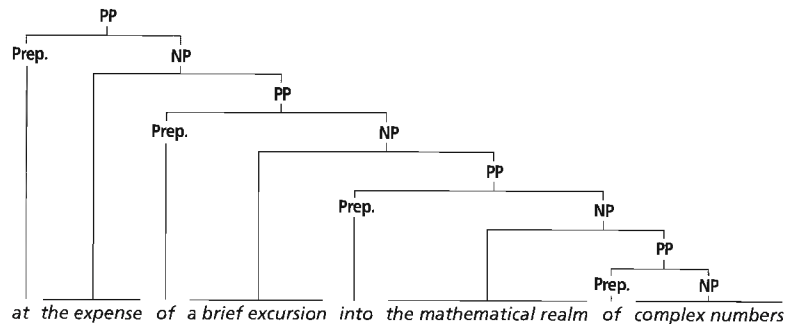 PP
Prep. NP
PP
Prep. NP
PP
Prep. NP
PP
Prep. NP
at the expense of a brief excursion into the mathematical realm of complex numbers